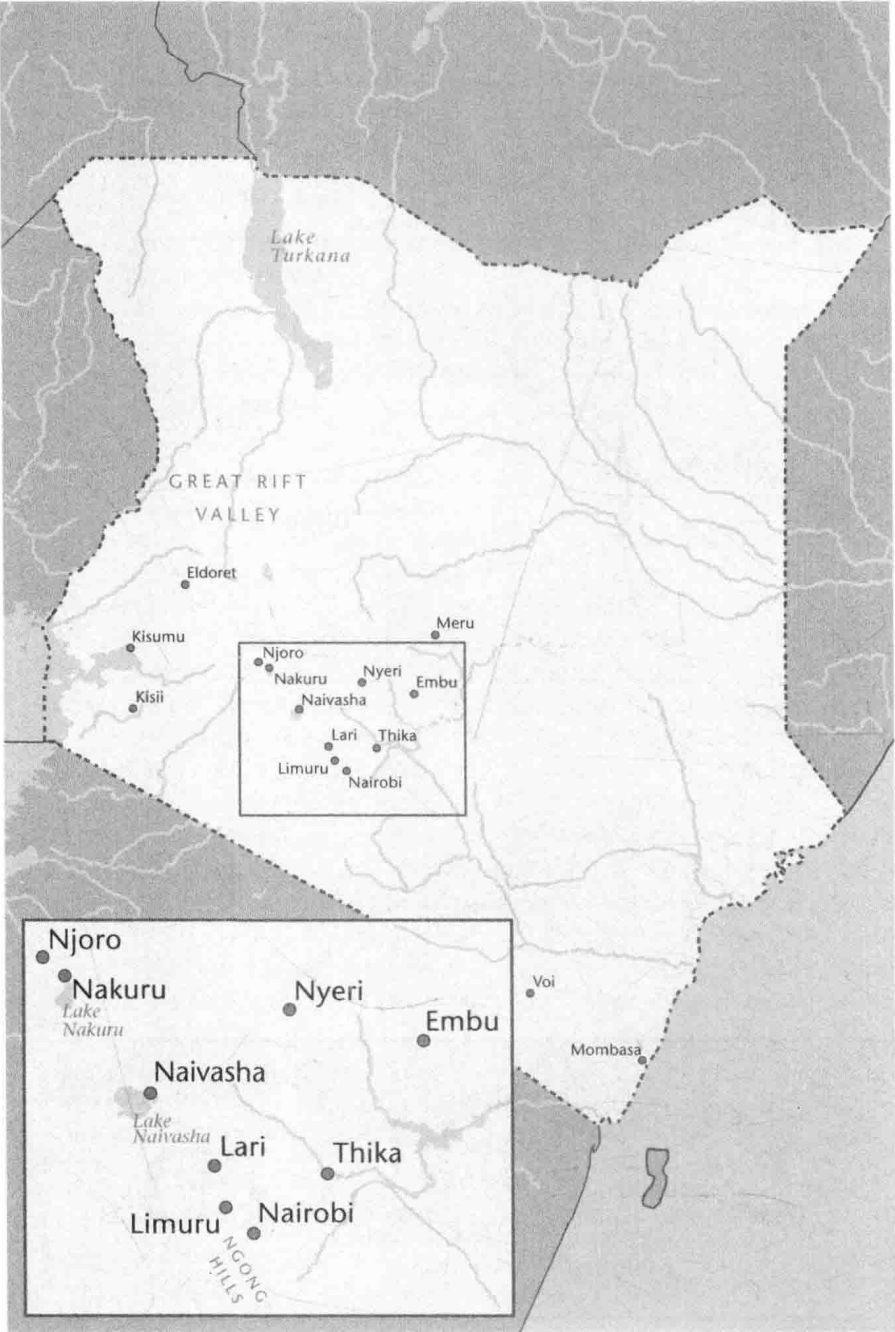 Lake
Turkana
GREAT RIFT
VALLEY
Eldoret
Kisumu
Meru
Njoro
Nakuru
Nyeri
Embu
Kisii
Naivasha
Lari
Thika
Limuru
Nairobi
Njoro
Nakuru
Lake
Nakuru
Nyeri
Embu
Naivasha
Lake
Naivasha
Lari
Thika
Limuru
Nairobi
NGONG
HILLS
Voi
Mombasa